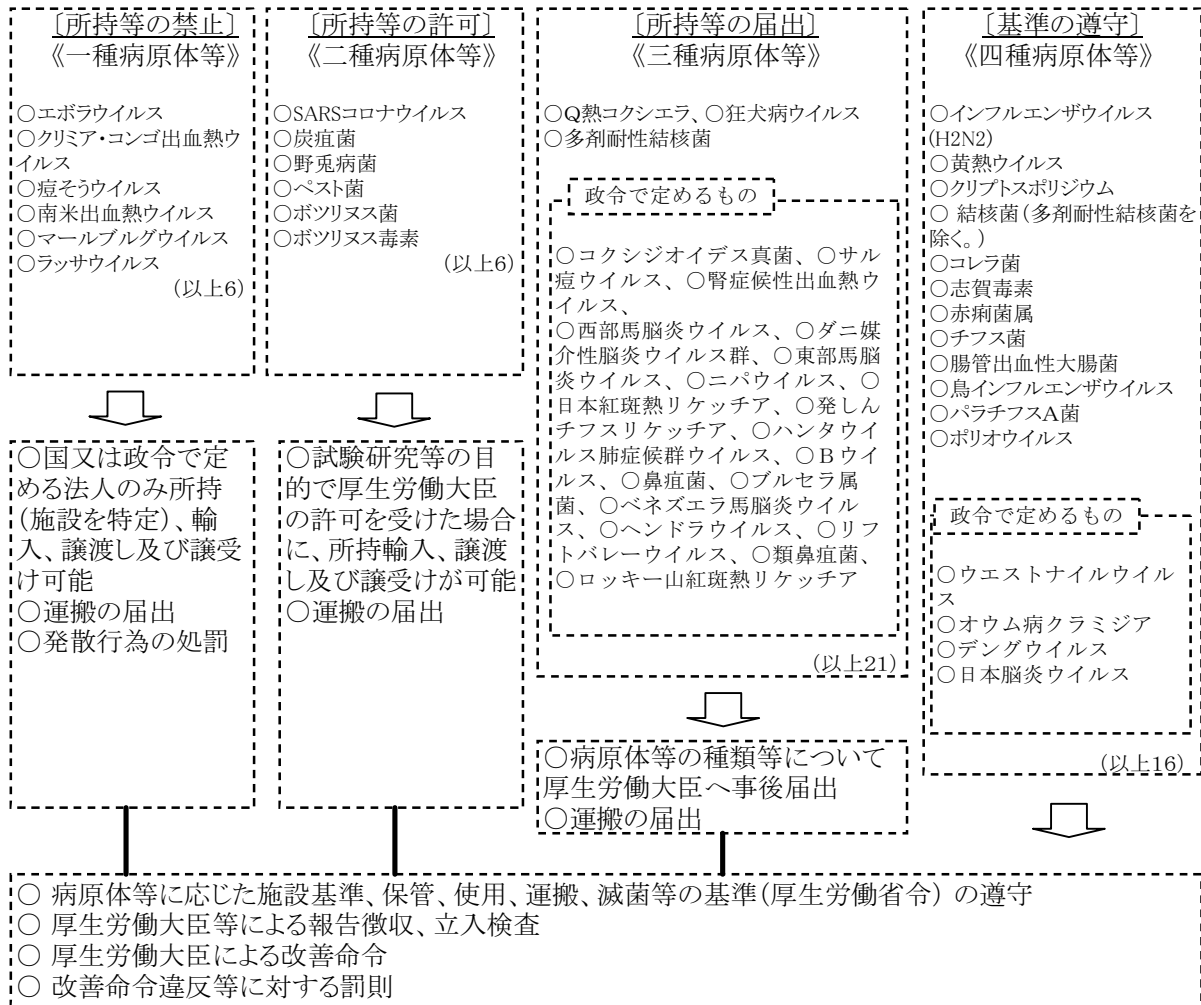 〔所持等の禁止〕
《一種病原体等》
○エボラウイルス
○クリミア・コンゴ出血熱ウ
イルス
○痘そうウイルス
○南米出血熱ウイルス
○マールブルグウイルス
○ラッサウイルス
(以上6)
○国又は政令で定
める法人のみ所持
(施設を特定)、輸
入、譲渡し及び譲受
け可能
○運搬の届出
○発散行為の処罰
〔所持等の許可〕
《二種病原体等》
○SARSコロナウイルス
○炭疽菌
○野兎病菌
○ペスト菌
○ボツリヌス菌
○ボツリヌス毒素
(以上6)
○試験研究等の目
的で厚生労働大臣
の許可を受けた場合
に、所持輸入、譲渡
し及び譲受けが可能
○運搬の届出
〔所持等の届出〕
《三種病原体等》
○Q熱コクシエラ、○狂犬病ウイルス
○多剤耐性結核菌
政令で定めるもの
○コクシジオイデス真菌、○サル
痘ウイルス、○腎症候性出血熱ウ
イルス、
○西部馬脳炎ウイルス、○ダニ媒
介性脳炎ウイルス群、○東部馬脳
炎ウイルス、○ニパウイルス、○
日本紅斑熱リケッチア、○発しん
チフスリケッチア、○ハンタウイ
ルス肺症候群ウイルス、○Bウイ
ルス、○鼻疽菌、○ブルセラ属
菌、○ベネズエラ馬脳炎ウイル
ス、○ヘンドラウイルス、○リフ
トバレーウイルス、○類鼻疽菌、
○ロッキー山紅斑熱リケッチア
(以上21)
○病原体等の種類等について
厚生労働大臣へ事後届出
○運搬の届出
〔基準の遵守〕
《四種病原体等》
○インフルエンザウイルス
(H2N2)
○黄熱ウイルス
○クリプトスポリジウム
○ 結核菌(多剤耐性結核菌を
除く。)
○コレラ菌
○志賀毒素
○赤痢菌属
○チフス菌
○腸管出血性大腸菌
○鳥インフルエンザウイルス
○パラチフスA菌
○ポリオウイルス
政令で定めるもの
○ウエストナイルウイル
ス
○オウム病クラミジア
○デングウイルス
○日本脳炎ウイルス
(以上16)
○ 病原体等に応じた施設基準、保管、使用、運搬、滅菌等の基準(厚生労働省令) の遵守
○ 厚生労働大臣等による報告徴収、立入検査
○ 厚生労働大臣による改善命令
○ 改善命令違反等に対する罰則